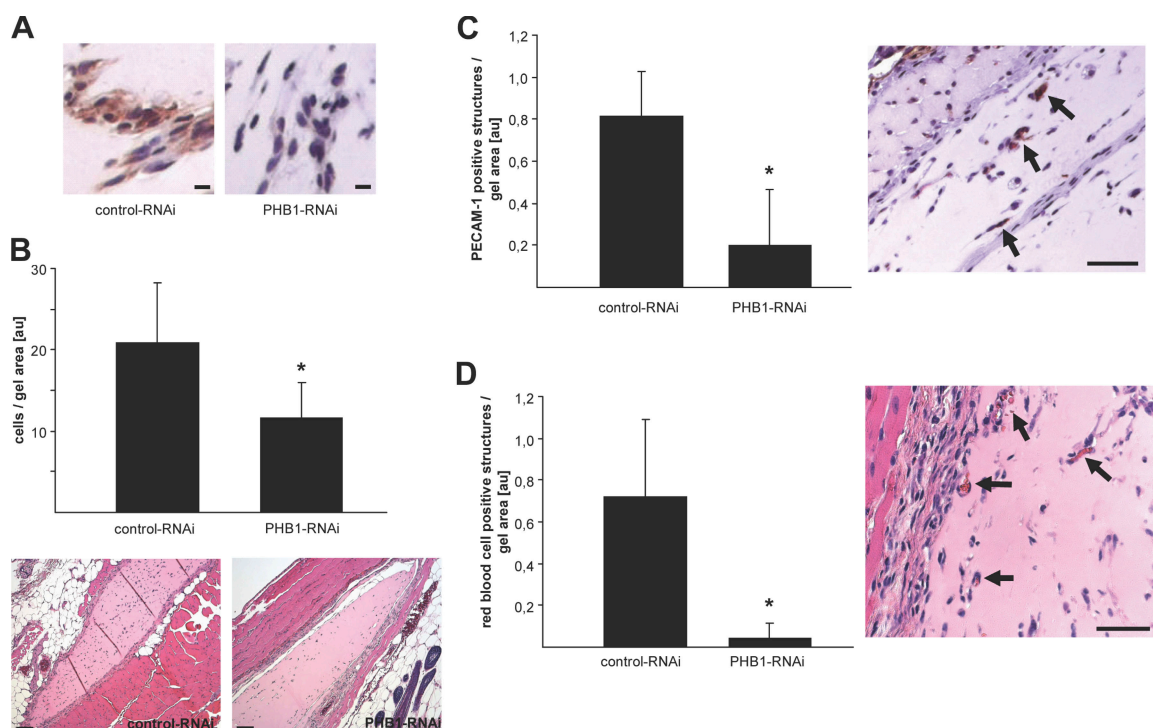 A
control-RNAi
PHB1-RNAi
B
cells / gel area [au]
30
20
10
control-RNAi
PHB1-RNAi
*
control-RNAi
PHB1-RNAi
C
PECAM-1 positive structures /
gel area [au]
1,2
1,0
0,8
0,6
0,4
0,2
*
control-RNAi
PHB1-RNAi
D
red blood cell positive structures /
gel area [au]
1,2
1,0
0,8
0,6
0,4
0,2
*
control-RNAi
PHB1-RNAi